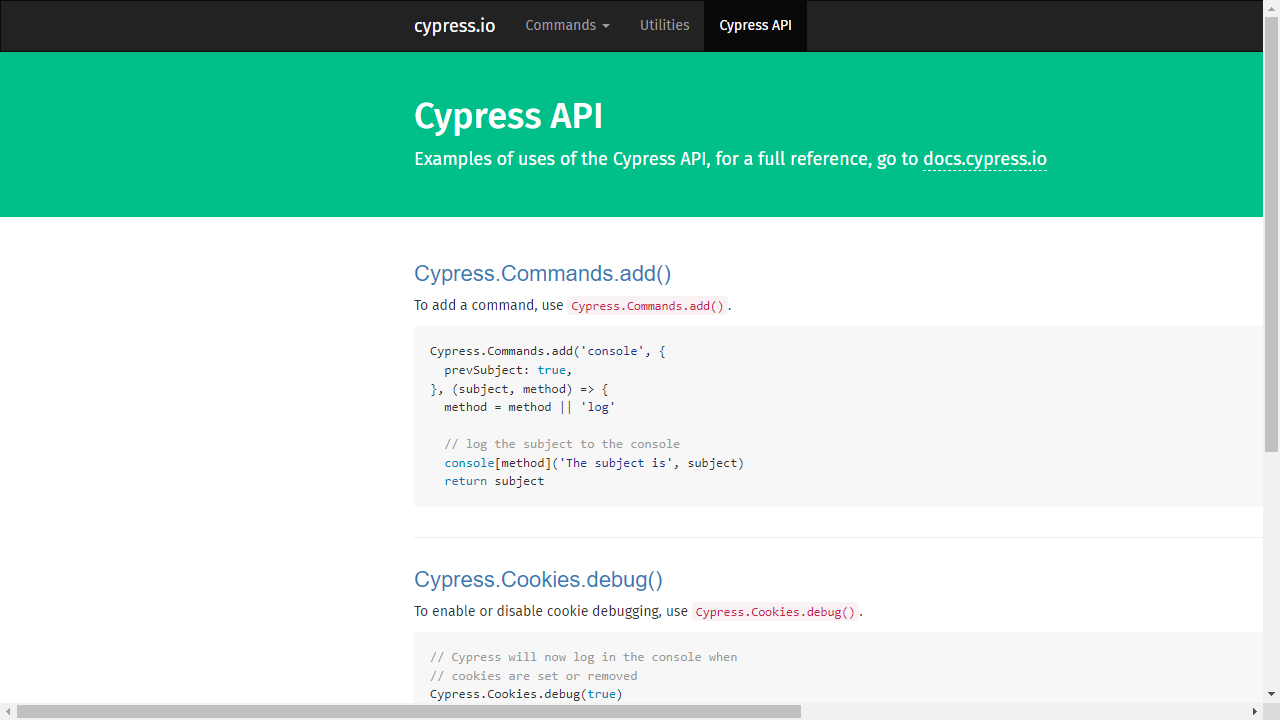 cypress.io Commands Utilities Cypress API
Cypress API
Examples of uses of the Cypress API, for a full reference, go to docs.cypress.io
Cypress.Commands.add()
To add a command, use Cypress.Commands.add().
Cypress.Commands.add('console', {
  prevSubject: true,
}, (subject, method) => {
  method = method || 'log'
  // log the subject to the console
  console[method]('The subject is', subject)
  return subject
Cypress.Cookies.debug()
To enable or disable cookie debugging, use Cypress.Cookies.debug().
// Cypress will now log in the console when
// cookies are set or removed
Cypress.Cookies.debug(true)